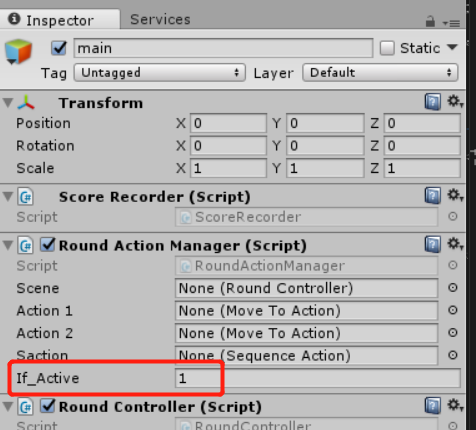 Inspector Services
main Static
Tag Untagged Layer Default
Transform
Position X 0 Y 0 Z 0
Rotation X 0 Y 0 Z 0
Scale X 1 Y 1 Z 1
Score Recorder (Script)
Script ScoreRecorder
Round Action Manager (Script)
Script RoundActionManager
Scene None (Round Controller)
Action 1 None (Move To Action)
Action 2 None (Move To Action)
Saction None (Sequence Action)
If_Active 1
Round Controller (Script)
Script RoundController